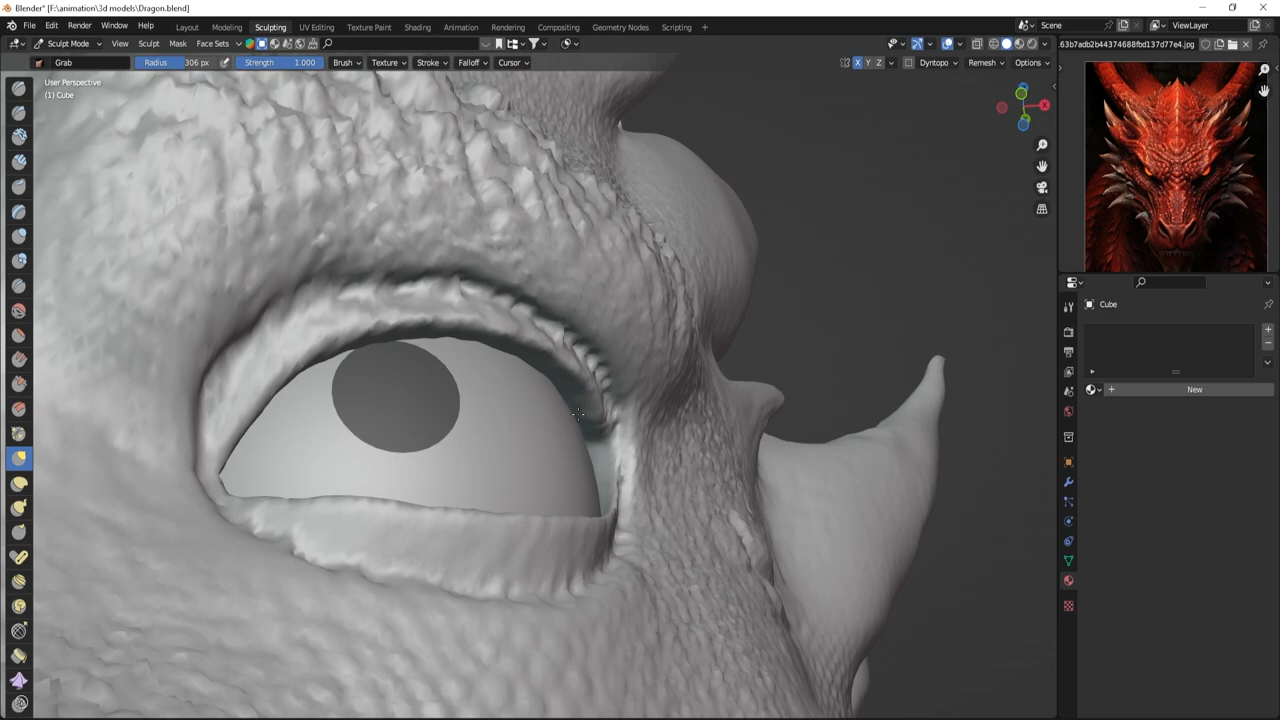 Blender* [F:\animation\3d models\Dragon.blend]
File Edit Render Window Help Layout Modeling Sculpting UV Editing Texture Paint Shading Animation Rendering Compositing Geometry Nodes Scripting + Scene ViewLayer
Sculpt Mode View Sculpt Mask Face Sets .63b7adb2b44374688fbd137d77e4.jpg
Grab Radius 306 px Strength 1.000 Brush Texture Stroke Falloff Cursor X Y Z Dyntopo Remesh Options
User Perspective
(1) Cube
X
Cube
+ New